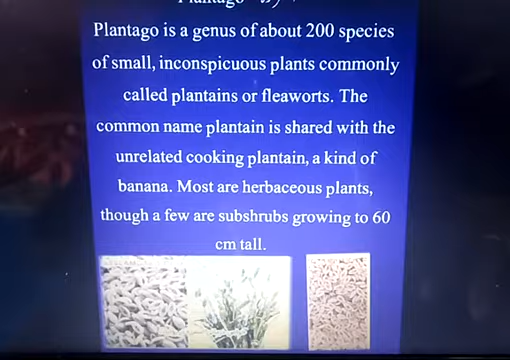 Plantago is a genus of about 200 species
of small, inconspicuous plants commonly
called plantains or fleaworts. The
common name plantain is shared with the
unrelated cooking plantain, a kind of
banana. Most are herbaceous plants,
though a few are subshrubs growing to 60
cm tall.